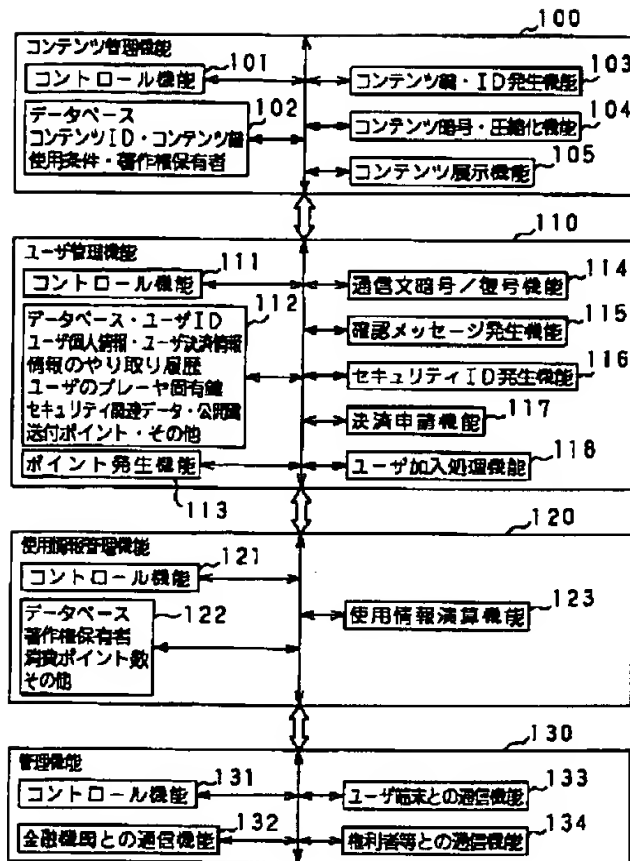 100
コンテンツ管理機能
101
コントロール機能
102
データベース
コンテンツID・コンテンツ鍵
使用条件・著作権保有者
103
コンテンツ鍵・ID発生機能
104
コンテンツ暗号・圧縮化機能
105
コンテンツ展示機能
110
ユーザ管理機能
111
コントロール機能
112
データベース・ユーザID
ユーザ個人情報・ユーザ決済情報
情報のやり取り履歴
ユーザのプレーヤ固有鍵
セキュリティ関連データ・公開鍵
送付ポイント・その他
ポイント発生機能
113
114
通信文暗号/復号機能
115
確認メッセージ発生機能
116
セキュリティID発生機能
117
決済申請機能
118
ユーザ加入処理機能
120
使用情報管理機能
121
コントロール機能
122
データベース
著作権保有者
消費ポイント数
その他
123
使用情報演算機能
130
管理機能
131
コントロール機能
132
金融機関との通信機能
133
ユーザ端末との通信機能
134
権利者等との通信機能